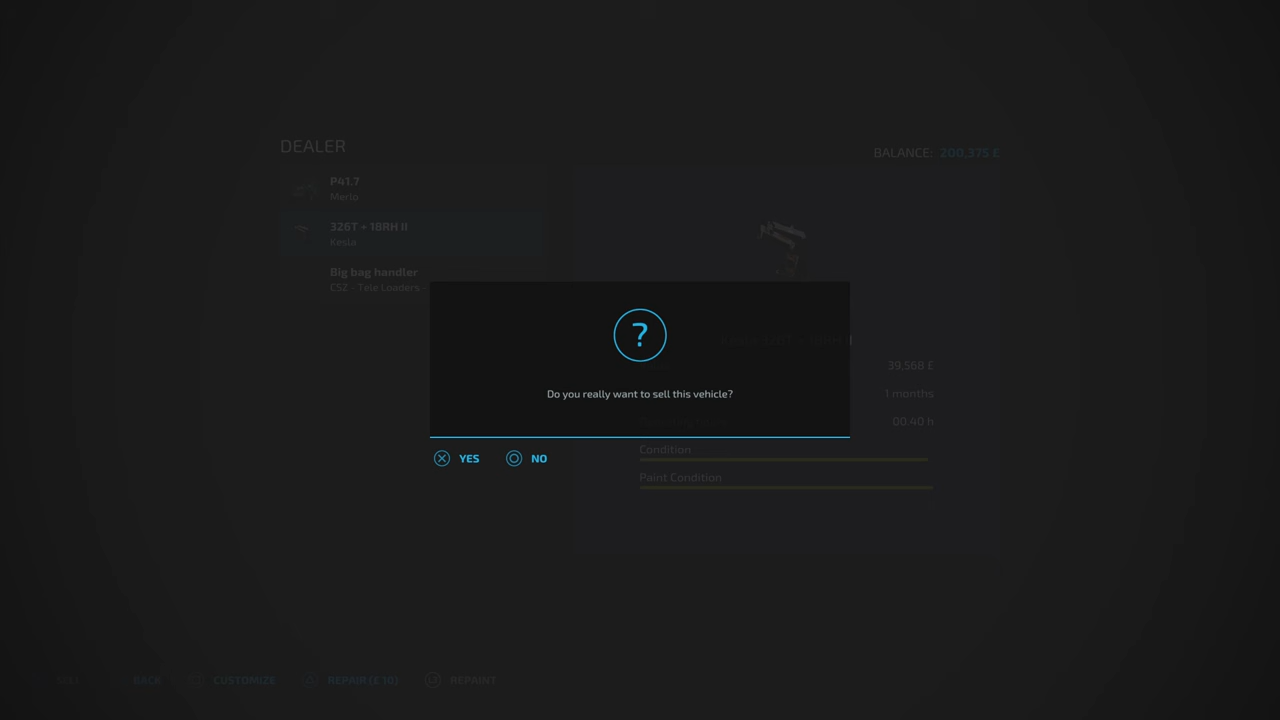 DEALER
BALANCE: 200,375 £
P41.7
Merlo
326T + 18RH II
Kesla
Big bag handler
CSZ - Tele Loaders -
?
39,568 £
Do you really want to sell this vehicle?
1 months
00:40 h
Condition
YES
NO
Paint Condition
BACK
CUSTOMIZE
REPAIR (£ 10)
REPAINT